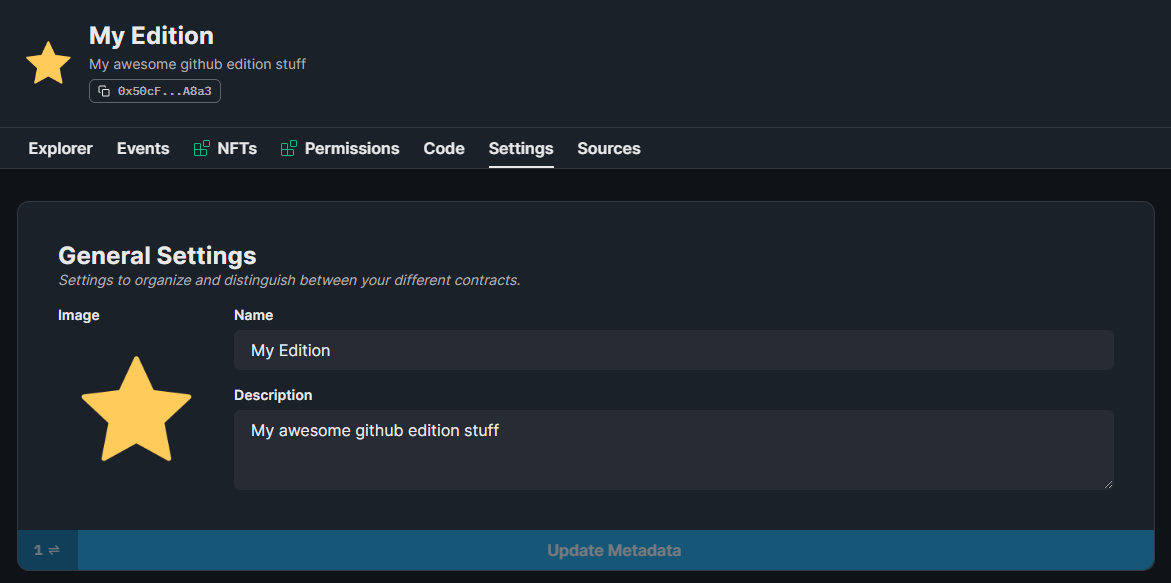 My Edition
My awesome github edition stuff
0x50cF...A8a3
Explorer Events NFTs Permissions Code Settings Sources
General Settings
Settings to organize and distinguish between your different contracts.
Image
Name
My Edition
Description
My awesome github edition stuff
1 ⇌ Update Metadata